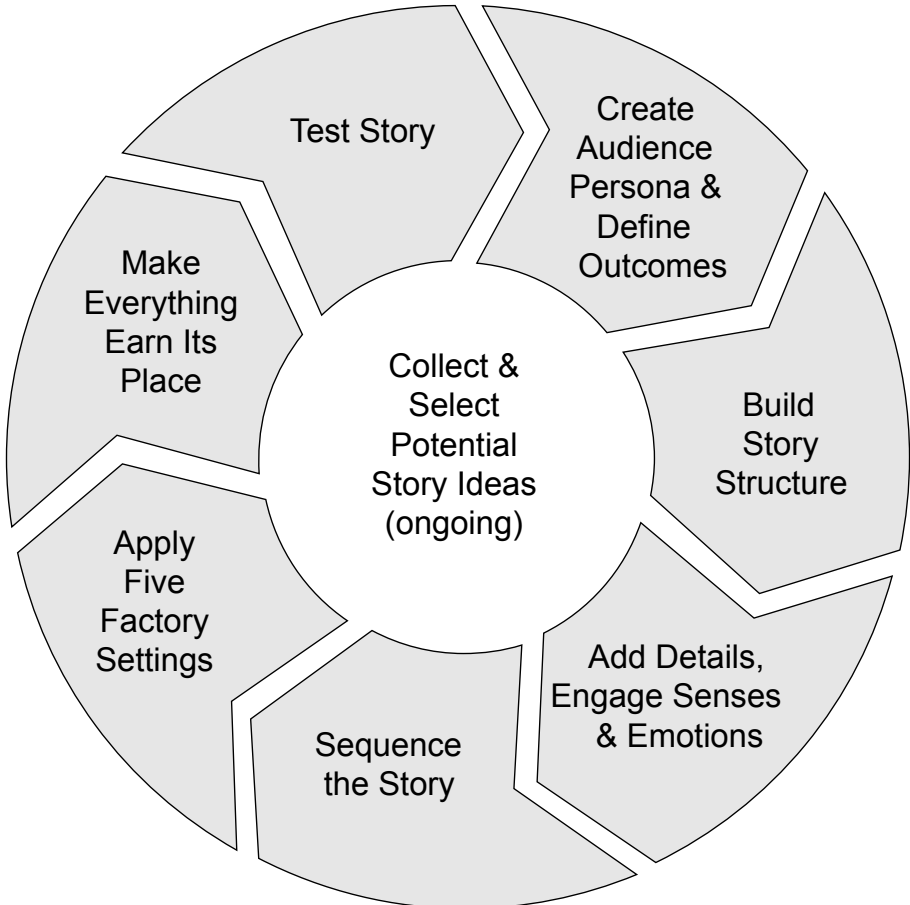 Test Story
Create
Audience
Persona &
Define
Outcomes
Build
Story
Structure
Add Details,
Engage Senses
& Emotions
Sequence
the Story
Apply
Five
Factory
Settings
Make
Everything
Earn Its
Place
Collect &
Select
Potential
Story Ideas
(ongoing)